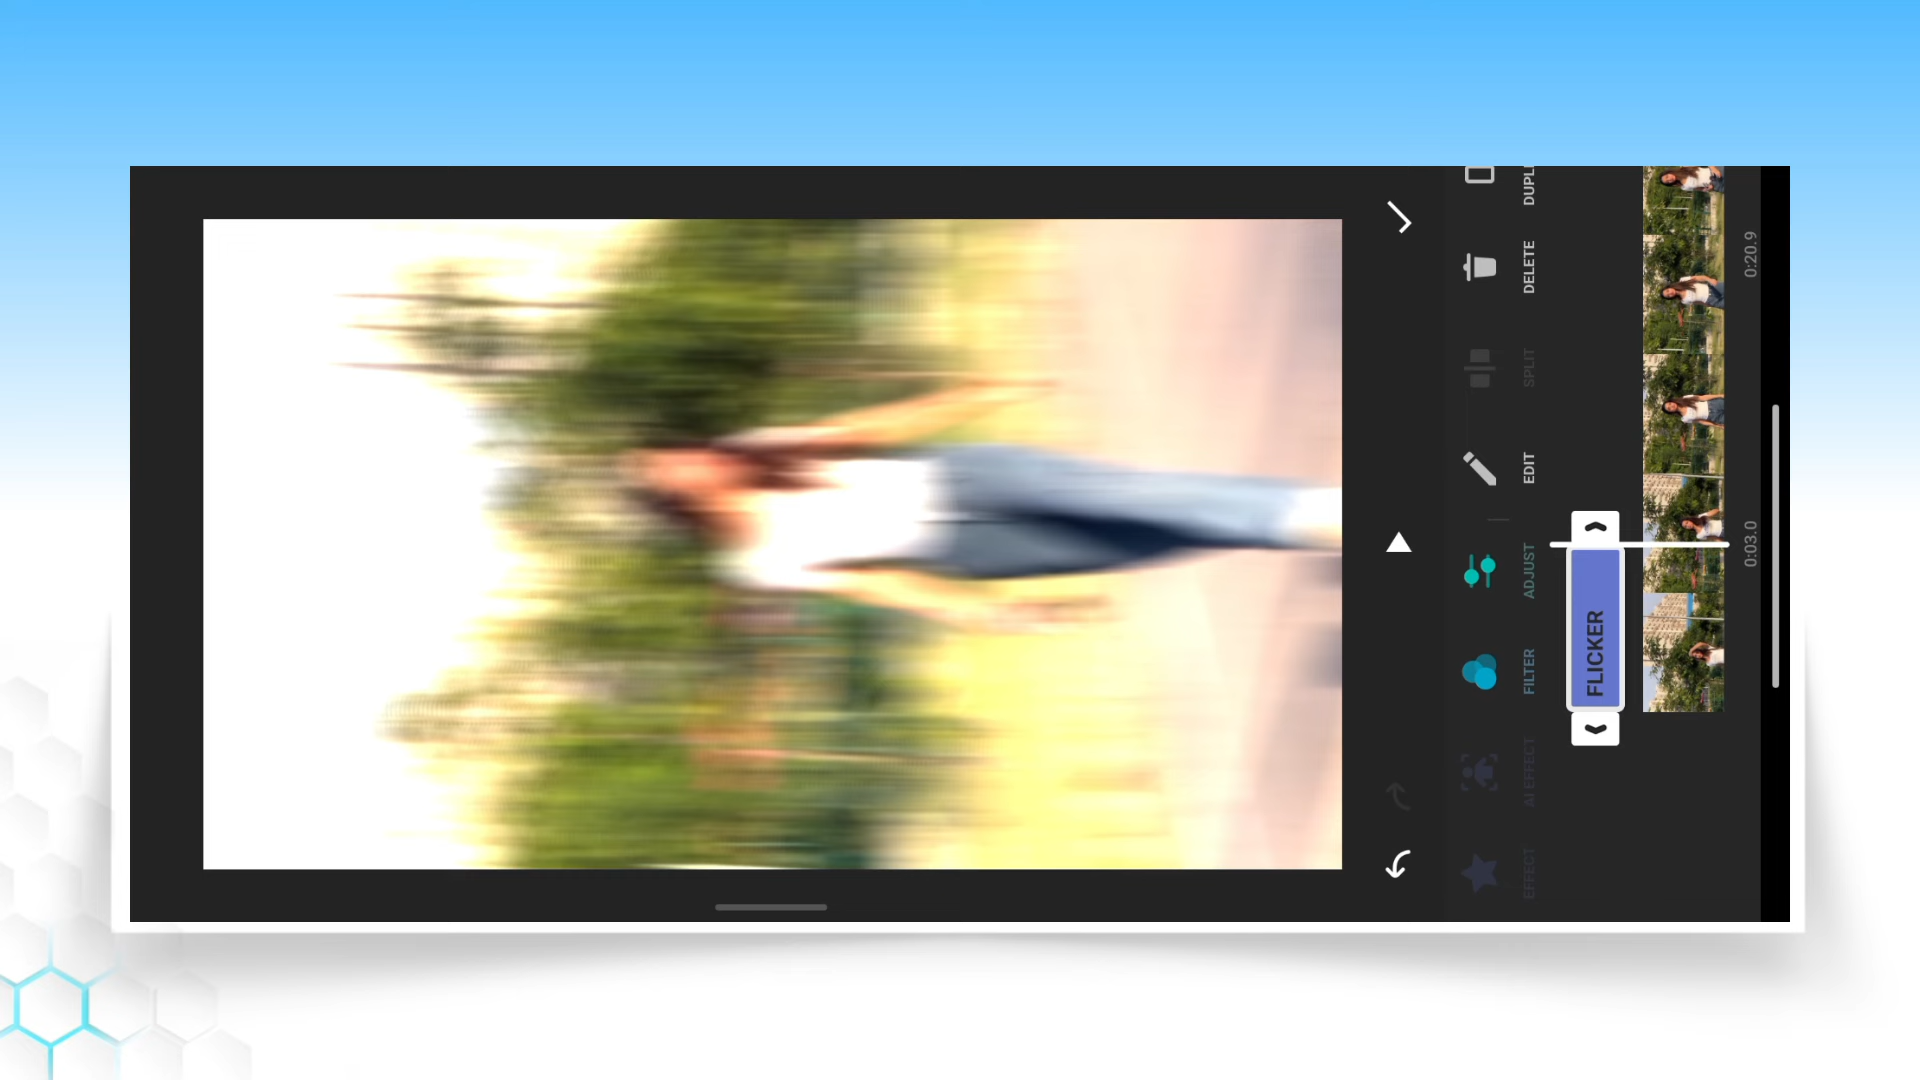 EFFECT
AI EFFECT
FILTER
ADJUST
EDIT
SPLIT
DELETE
DUPL
FLICKER
0:03.0
0:20.9